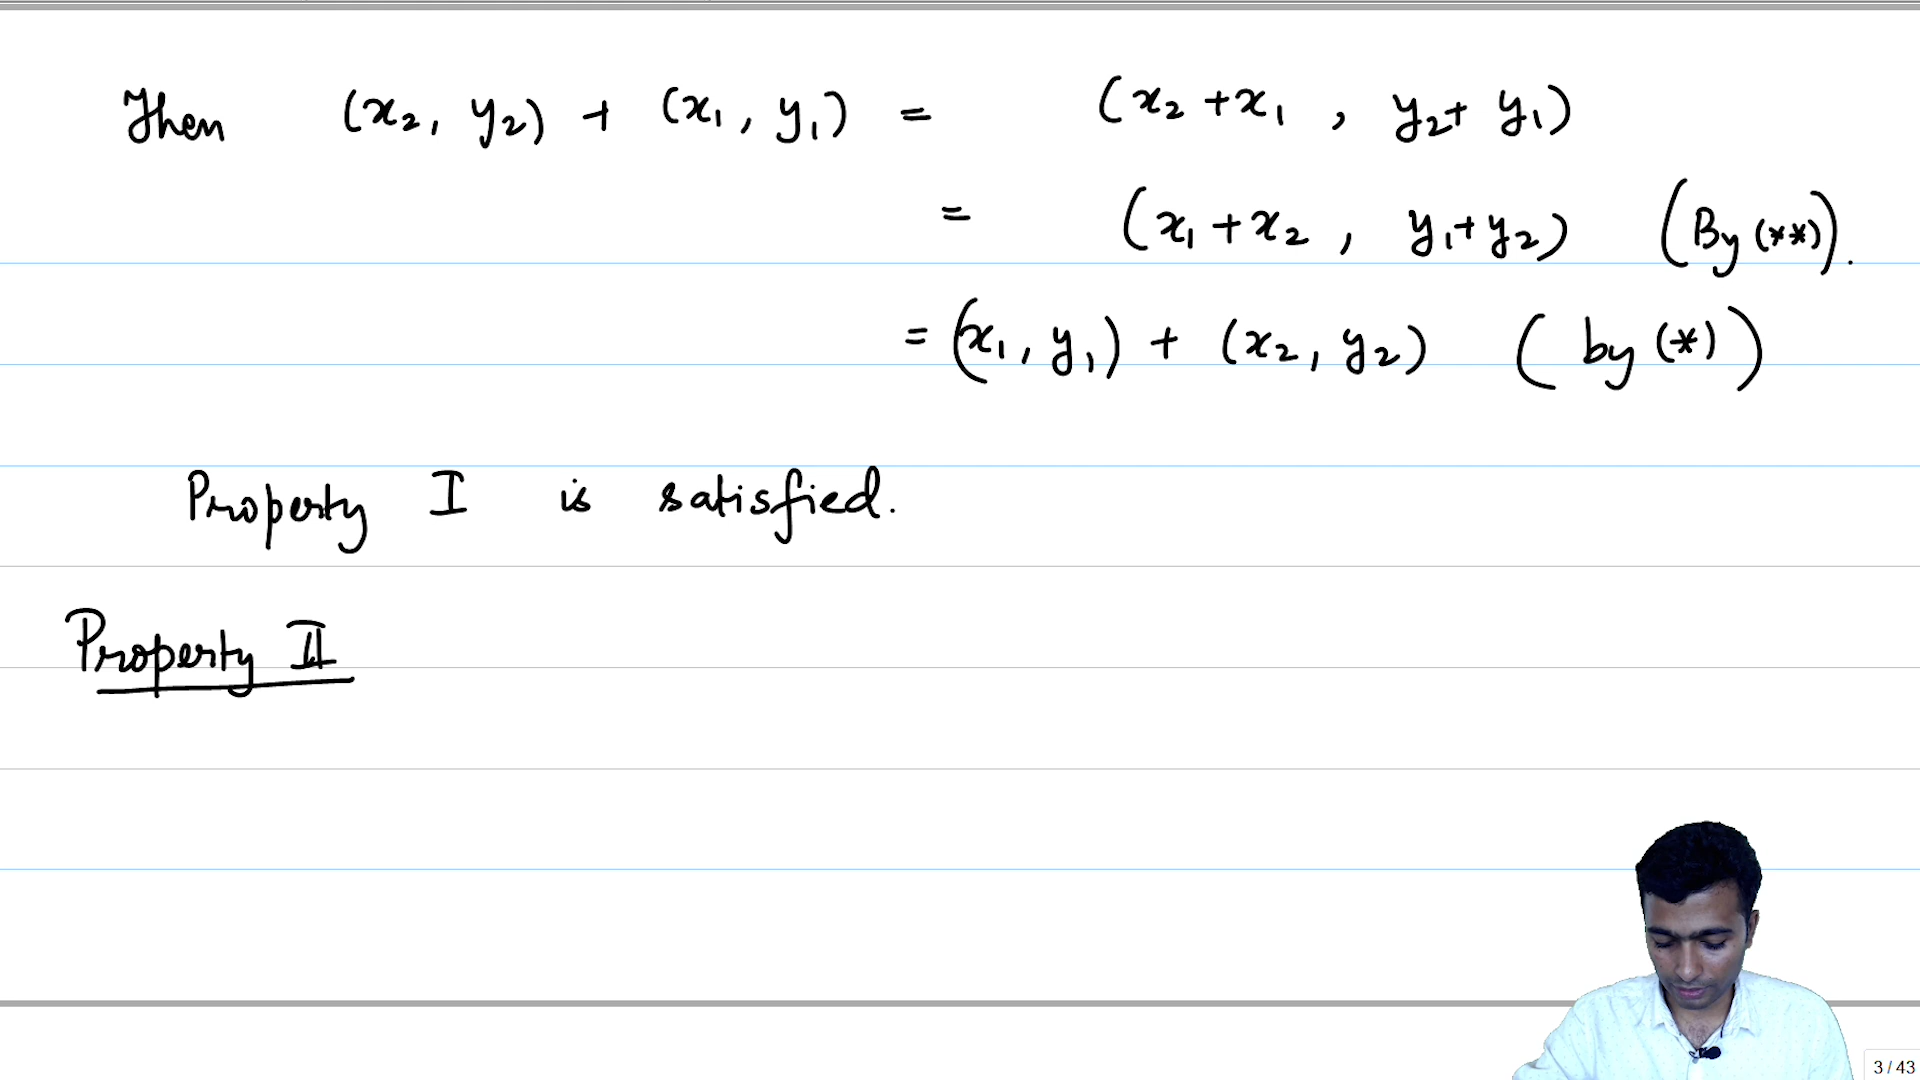 Then (x₂, y₂) + (x₁, y₁) = (x₂ + x₁ , y₂ + y₁)
= (x₁ + x₂ , y₁ + y₂) (By (**)).
= (x₁, y₁) + (x₂, y₂) (by (*))
Property I is satisfied.
Property II
3 / 43